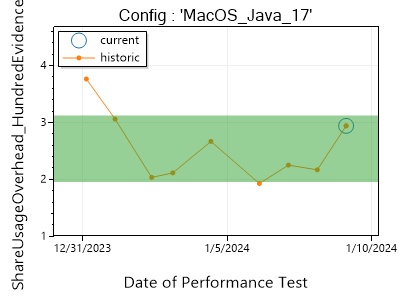 Config : 'MacOS_Java_17'
current
historic
ShareUsageOverhead_HundredEvidence
4
3
2
1
12/31/2023
1/5/2024
1/10/2024
Date of Performance Test